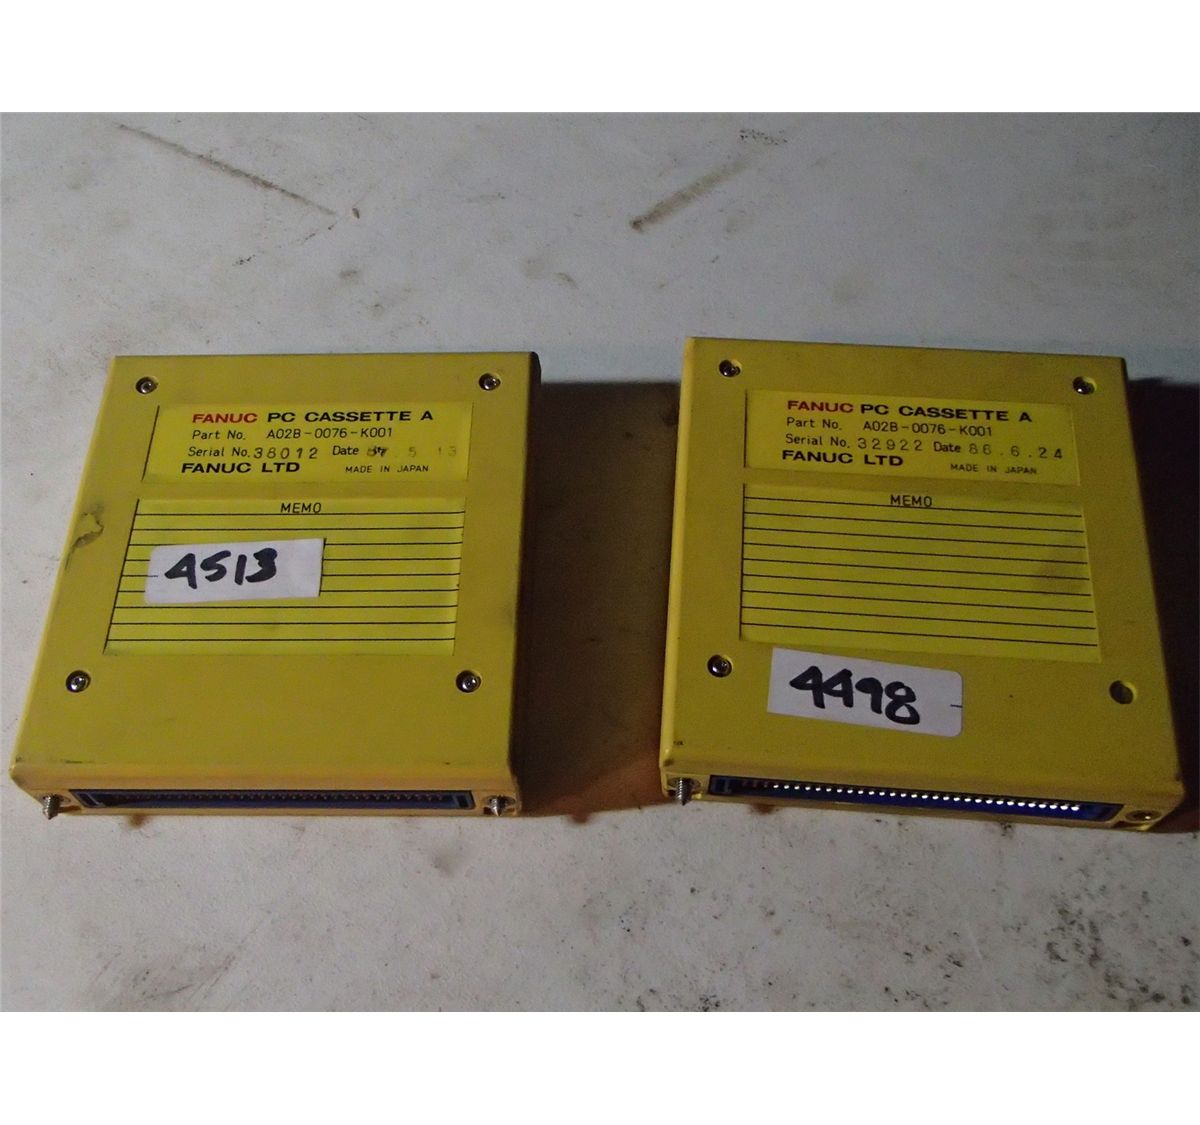 FANUC PC CASSETTE A
Part No. A02B-0076-K001
Serial No. 38012 Date 5 13
FANUC LTD MADE IN JAPAN
MEMO
4513
FANUC PC CASSETTE A
Part No. A02B-0076-K001
Serial No. 32922 Date 86.6.24
FANUC LTD MADE IN JAPAN
MEMO
4498